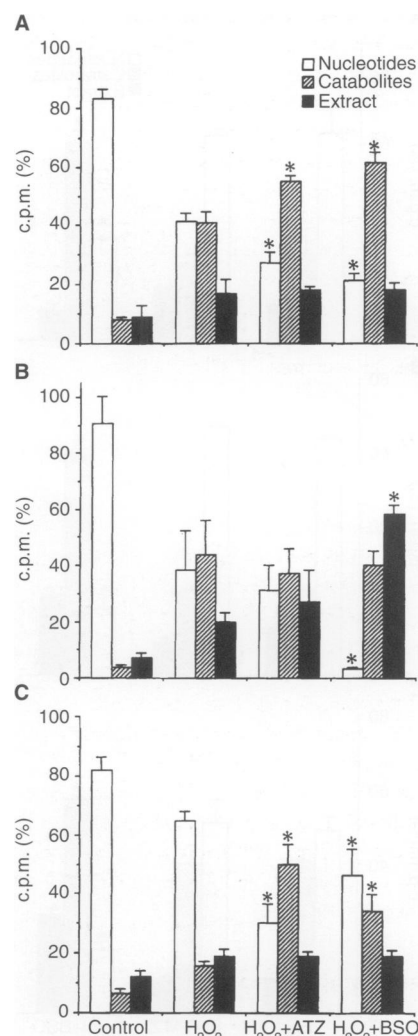 A
Nucleotides
Catabolites
Extract
c.p.m. (%)
100
80
60
40
20
0
* * * *
B
c.p.m. (%)
100
80
60
40
20
0
* *
C
c.p.m. (%)
100
80
60
40
20
0
* * * *
Control H2O2 H2O2+ATZ H2O2+BSO